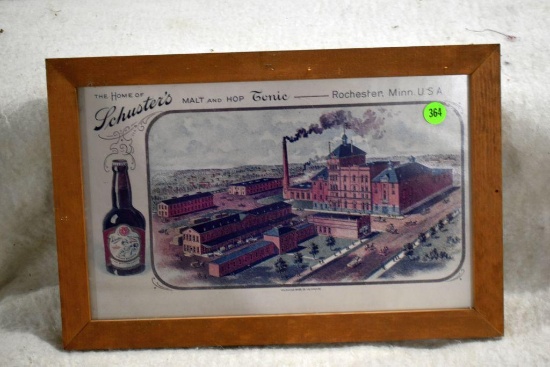 THE HOME OF
Schuster's MALT AND HOP Tonic — Rochester, Minn. U.S.A.
364